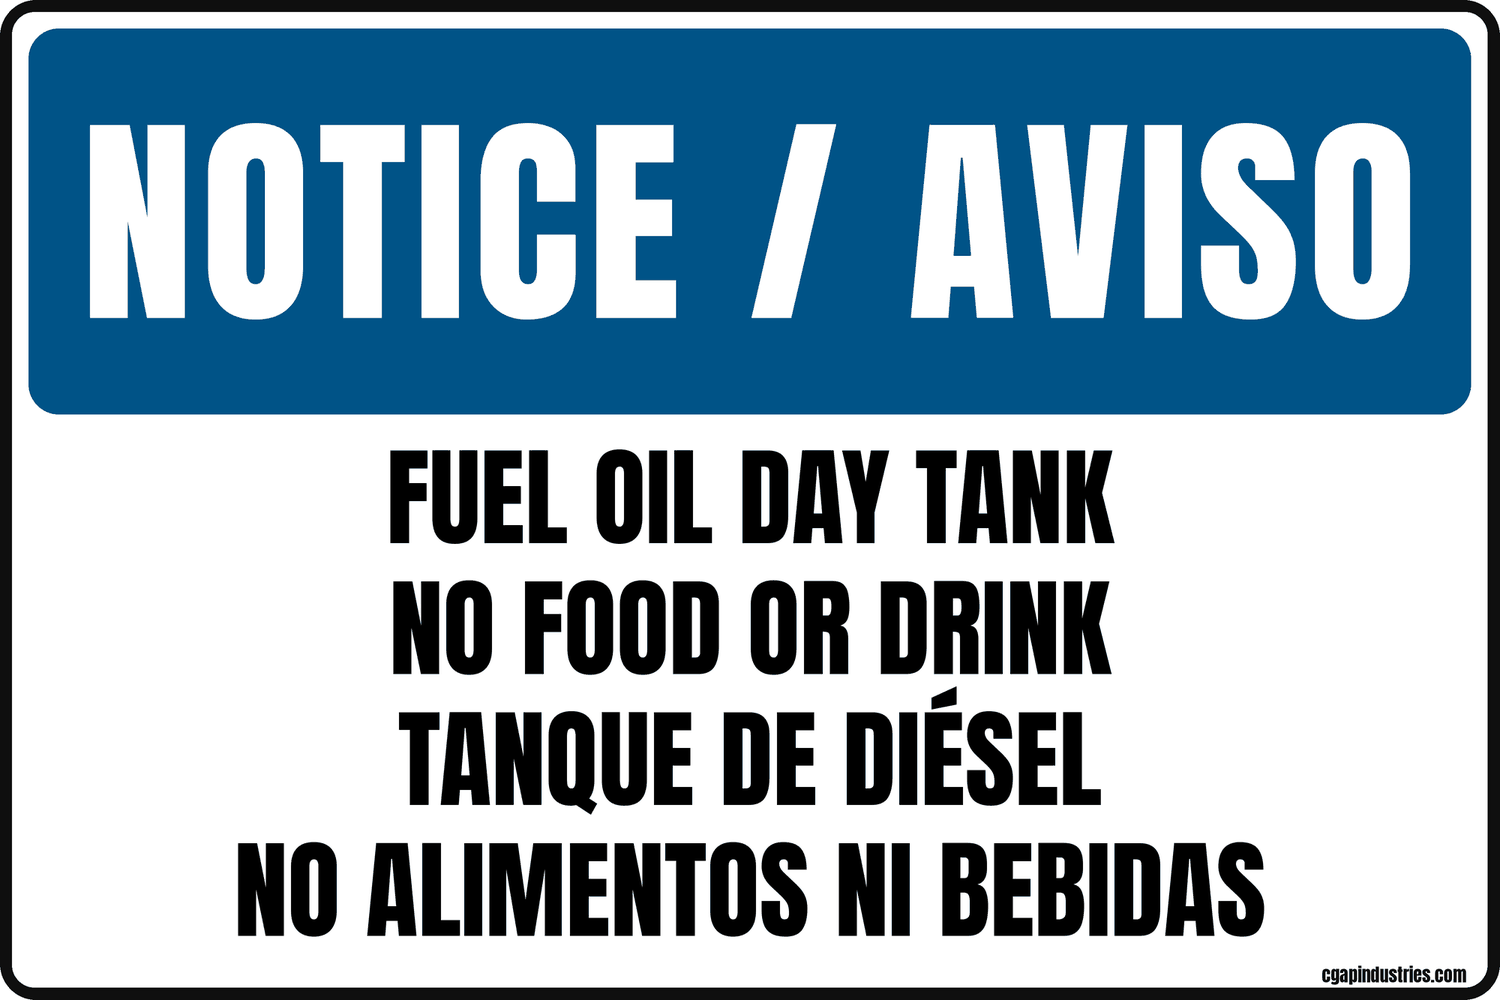 NOTICE / AVISO
FUEL OIL DAY TANK
NO FOOD OR DRINK
TANQUE DE DIÉSEL
NO ALIMENTOS NI BEBIDAS
cgapindustries.com